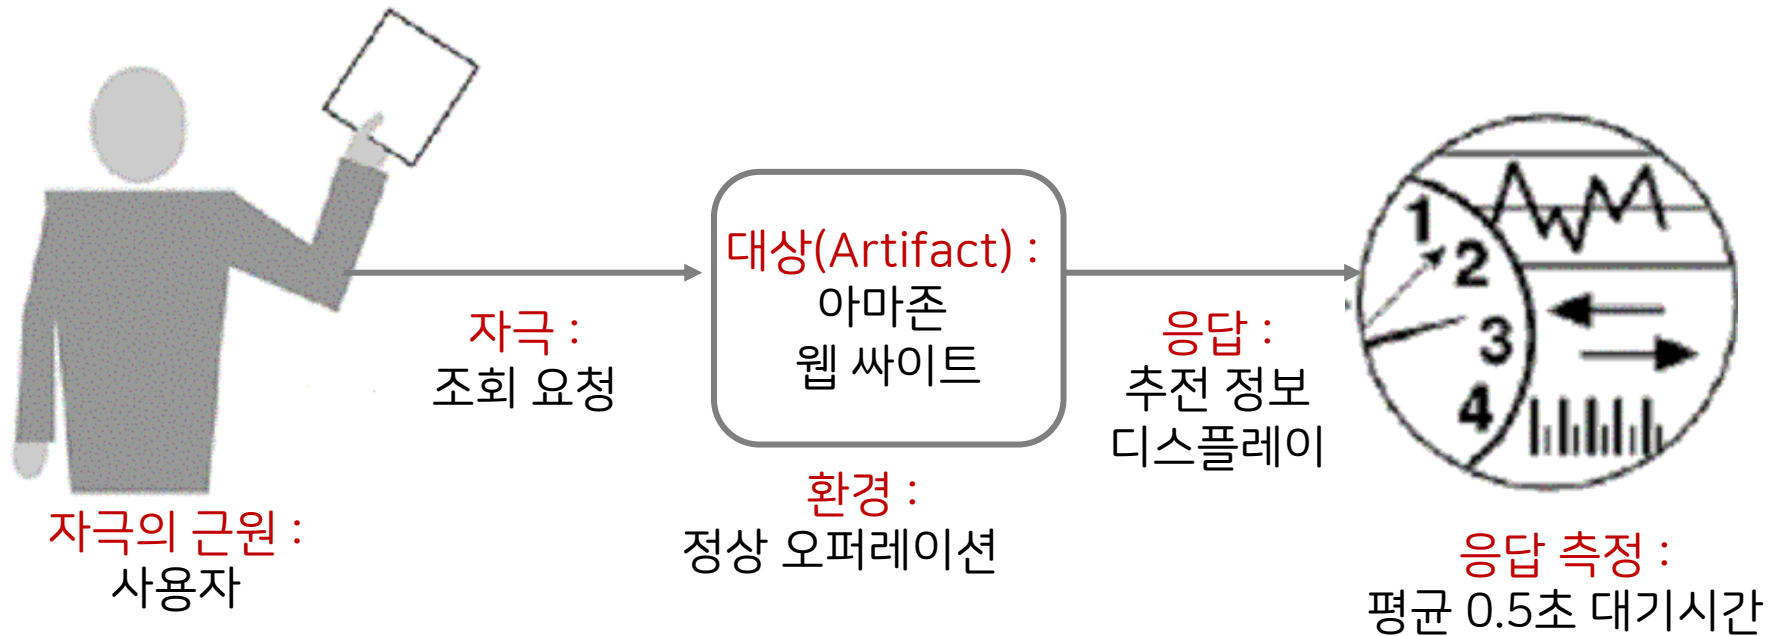 자극의 근원 :
사용자
자극 :
조회 요청
대상(Artifact) :
아마존
웹 싸이트
환경 :
정상 오퍼레이션
응답 :
추전 정보
디스플레이
1
2
3
4
응답 측정 :
평균 0.5초 대기시간